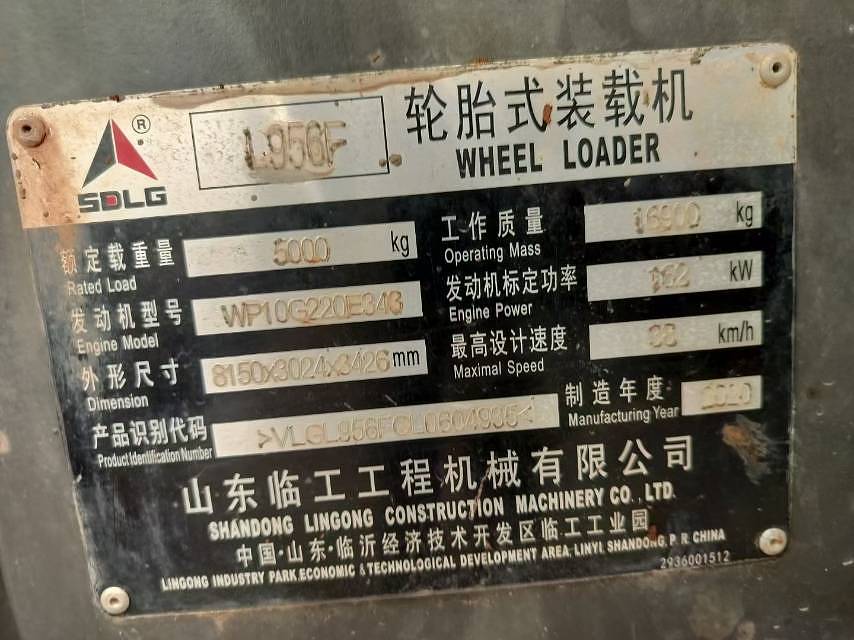 SDLG ®
L956F
轮胎式装载机
WHEEL LOADER
额定载重量 5000 kg
Rated Load
工作质量 16900 kg
Operating Mass
发动机型号 WP10G220E343
Engine Model
发动机标定功率 162 kW
Engine Power
外形尺寸 8150x3024x3426 mm
Dimension
最高设计速度 38 km/h
Maximal Speed
产品识别代码
Product Identification Number
制造年度
Manufacturing Year
山东临工工程机械有限公司
SHANDONG LINGONG CONSTRUCTION MACHINERY CO., LTD.
中国·山东·临沂经济技术开发区临工工业园
LINGONG INDUSTRY PARK,ECONOMIC & TECHNOLOGICAL DEVELOPMENT AREA, LINYI, SHANDONG, P. R. CHINA
2936001512